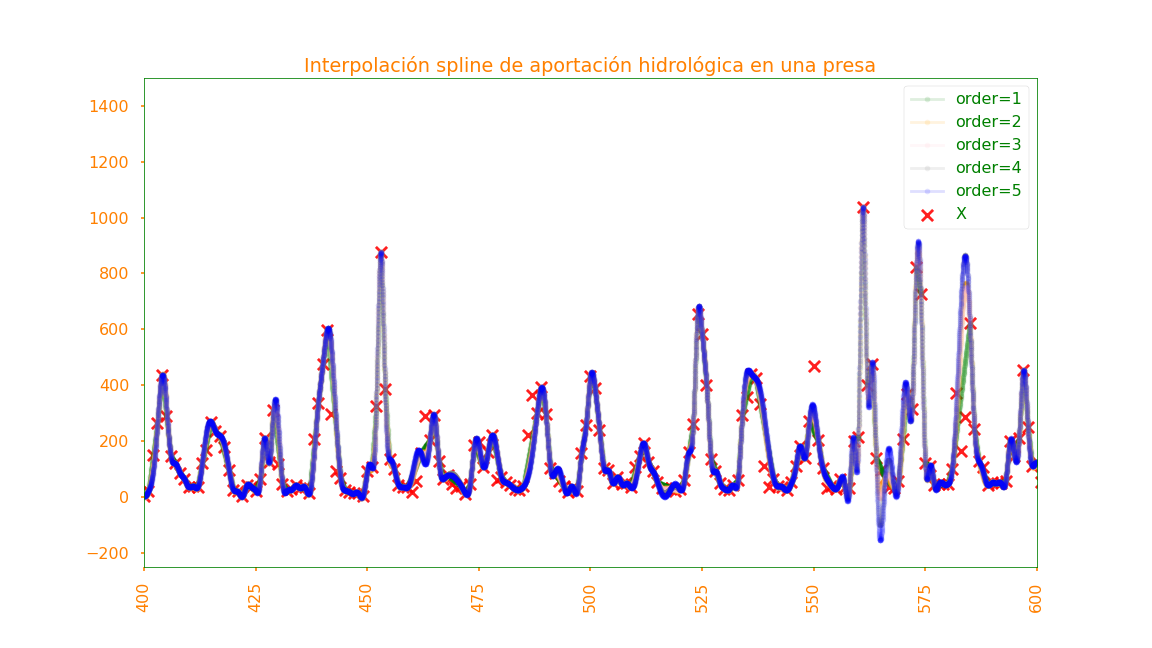 Interpolación spline de aportación hidrológica en una presa
1400
1200
1000
800
600
400
200
0
−200
400
425
450
475
500
525
550
575
600
order=1
order=2
order=3
order=4
order=5
X